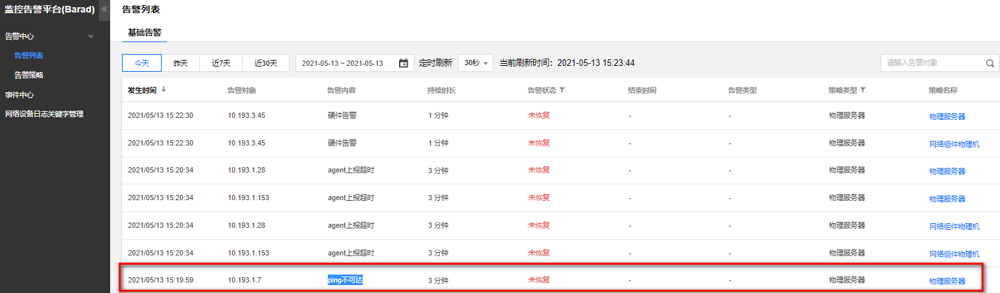 监控告警平台(Barad) «
告警中心
告警列表
告警策略
事件中心
网络设备日志关键字管理
告警列表
基础告警
今天 昨天 近7天 近30天 2021-05-13 ~ 2021-05-13 定时刷新 30秒 当前刷新时间：2021-05-13 15:23:44 请输入告警对象
发生时间 ↓ 告警对象 告警内容 持续时长 告警状态 结束时间 告警类型 策略类型 策略名称
2021/05/13 15:22:30 10.193.3.45 硬件告警 1 分钟 未恢复 - - 物理服务器 物理服务器
2021/05/13 15:22:30 10.193.3.45 硬件告警 1 分钟 未恢复 - - 物理服务器 网络组件物理机
2021/05/13 15:20:34 10.193.1.28 agent上报超时 3 分钟 未恢复 - - 物理服务器 物理服务器
2021/05/13 15:20:34 10.193.1.153 agent上报超时 3 分钟 未恢复 - - 物理服务器 物理服务器
2021/05/13 15:20:34 10.193.1.28 agent上报超时 3 分钟 未恢复 - - 物理服务器 网络组件物理机
2021/05/13 15:20:34 10.193.1.153 agent上报超时 3 分钟 未恢复 - - 物理服务器 网络组件物理机
2021/05/13 15:19:59 10.193.1.7 ping不可达 3 分钟 未恢复 - - 物理服务器 物理服务器